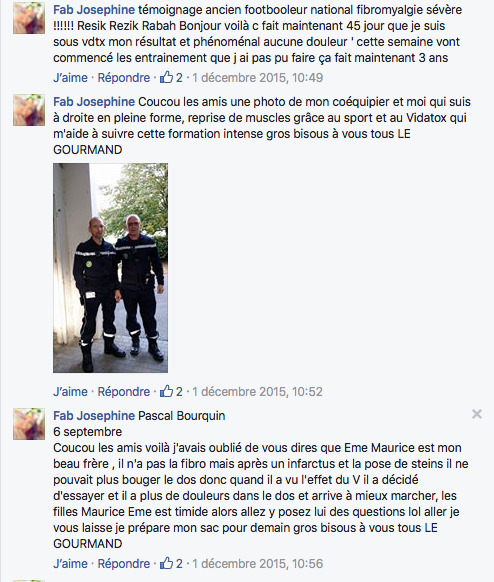 Fab Josephine témoignage ancien footbooleur national fibromyalgie sévère
!!!!!! Resik Rezik Rabah Bonjour voilà c fait maintenant 45 jour que je suis
sous vdtx mon résultat et phénoménal aucune douleur ' cette semaine vont
commencé les entrainement que j ai pas pu faire ça fait maintenant 3 ans
J'aime · Répondre · 2 · 1 décembre 2015, 10:49
Fab Josephine Coucou les amis une photo de mon coéquipier et moi qui suis
à droite en pleine forme, reprise de muscles grâce au sport et au Vidatox qui
m'aide à suivre cette formation intense gros bisous à vous tous LE
GOURMAND
J'aime · Répondre · 2 · 1 décembre 2015, 10:52
Fab Josephine Pascal Bourquin
6 septembre
Coucou les amis voilà j'avais oublié de vous dires que Eme Maurice est mon
beau frère , il n'a pas la fibro mais après un infarctus et la pose de steins il ne
pouvait plus bouger le dos donc quand il a vu l'effet du V il a décidé
d'essayer et il a plus de douleurs dans le dos et arrive à mieux marcher, les
filles Maurice Eme est timide alors allez y posez lui des questions lol aller je
vous laisse je prépare mon sac pour demain gros bisous à vous tous LE
GOURMAND
J'aime · Répondre · 2 · 1 décembre 2015, 10:56